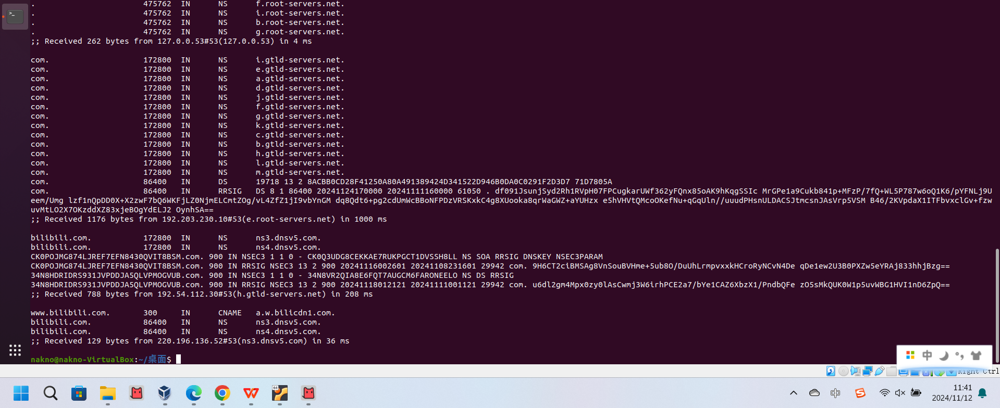 .                       475762  IN      NS      f.root-servers.net.
.                       475762  IN      NS      i.root-servers.net.
.                       475762  IN      NS      b.root-servers.net.
.                       475762  IN      NS      g.root-servers.net.
;; Received 262 bytes from 127.0.0.53#53(127.0.0.53) in 4 ms
com.                    172800  IN      NS      i.gtld-servers.net.
com.                    172800  IN      NS      e.gtld-servers.net.
com.                    172800  IN      NS      a.gtld-servers.net.
com.                    172800  IN      NS      d.gtld-servers.net.
com.                    172800  IN      NS      j.gtld-servers.net.
com.                    172800  IN      NS      f.gtld-servers.net.
com.                    172800  IN      NS      g.gtld-servers.net.
com.                    172800  IN      NS      k.gtld-servers.net.
com.                    172800  IN      NS      c.gtld-servers.net.
com.                    172800  IN      NS      b.gtld-servers.net.
com.                    172800  IN      NS      h.gtld-servers.net.
com.                    172800  IN      NS      l.gtld-servers.net.
com.                    172800  IN      NS      m.gtld-servers.net.
com.                    86400   IN      DS      19718 13 2 8ACBB0CD28F41250A80A491389424D341522D946B0DA0C0291F2D3D7 71D7805A
com.                    86400   IN      RRSIG   DS 8 1 86400 20241124170000 20241111160000 61050 . df091JsunjSyd2Rh1RVpH07FPCugkarUWf362yFQnx85oAK9hKqgSSIc MrGPe1a9Cukb841p+MFzP/7fQ+WL5P787w6oQ1K6/pYFNLj9U
eem/Umg lzf1nQpDD0X+X2zwF7bQ6WKFjLZ0NjmELCmtZOg/vL4ZfZ1jI9vbYnGM dq8Qdt6+pg2cdUmWcBBoNFPDzVRSKxkC4g8XUooka8qrWaGWZ+aYUHzx e5hVHVtQMcoOKefNu+qGqUln//uuudPHsnULDACSJtmcsnJAsVrp5VSM B46/2KVpdaX1ITFbvxclGv+fzw
uvMtLO2X7OKzddXZ83xjeBOgYdELJ2 OynhSA==
;; Received 1176 bytes from 192.203.230.10#53(e.root-servers.net) in 1000 ms
bilibili.com.           172800  IN      NS      ns3.dnsv5.com.
bilibili.com.           172800  IN      NS      ns4.dnsv5.com.
CK0POJMG874LJREF7EFN8430QVIT8BSM.com. 900 IN NSEC3 1 1 0 - CK0Q3UDG8CEKKAE7RUKPGCT1DVSSH8LL NS SOA RRSIG DNSKEY NSEC3PARAM
CK0POJMG874LJREF7EFN8430QVIT8BSM.com. 900 IN RRSIG NSEC3 13 2 900 20241116002601 20241108231601 29942 com. 9H6CT2ciBMSAg8VnSouBVHme+5ub8O/DuUhLrmpvxxkHCroRyNCvN4De qDe1ew2U3B0PXZw5eYRAj833hhjBzg==
34N8HDRIDRS931JVPDDJA5QLVPMOGVUB.com. 900 IN NSEC3 1 1 0 - 34N8VR2QIA8E6FQT7AUGCM6FARONEELO NS DS RRSIG
34N8HDRIDRS931JVPDDJA5QLVPMOGVUB.com. 900 IN RRSIG NSEC3 13 2 900 20241118012121 20241111001121 29942 com. u6dl2gm4Mpx0zy0lAsCwmj3W6irhPCE2a7/bYe1CAZ6XbzX1/PndbQFe zO5sMkQUK0W1p5uvWBG1HVI1nD6ZpQ==
;; Received 788 bytes from 192.54.112.30#53(h.gtld-servers.net) in 208 ms
www.bilibili.com.       300     IN      CNAME   a.w.bilicdn1.com.
bilibili.com.           86400   IN      NS      ns3.dnsv5.com.
bilibili.com.           86400   IN      NS      ns4.dnsv5.com.
;; Received 129 bytes from 220.196.136.52#53(ns3.dnsv5.com) in 36 ms
nakno@nakno-VirtualBox:~/桌面$
中
Right Ctrl
64
中
11:41
2024/11/12